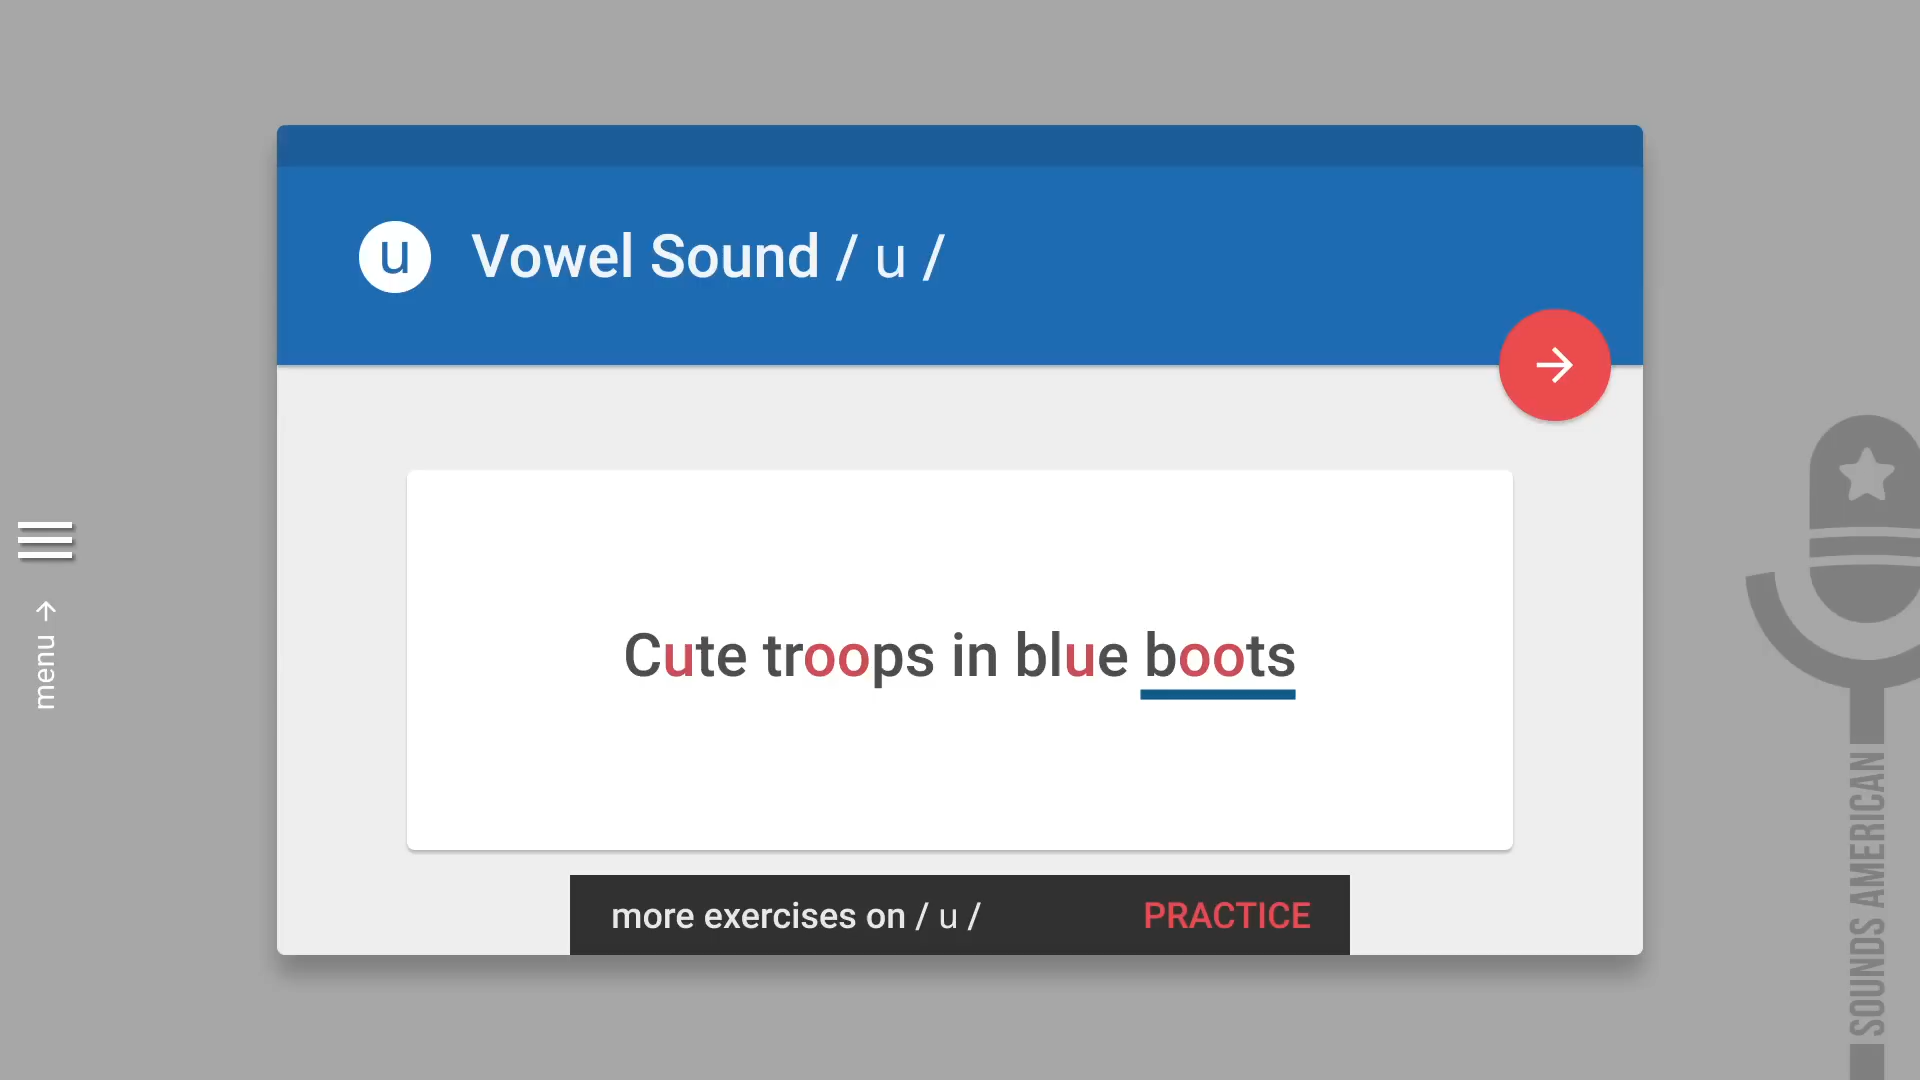 u
Vowel Sound / u /
Cute troops in blue boots
more exercises on / u /
PRACTICE
menu
SOUNDS AMERICAN